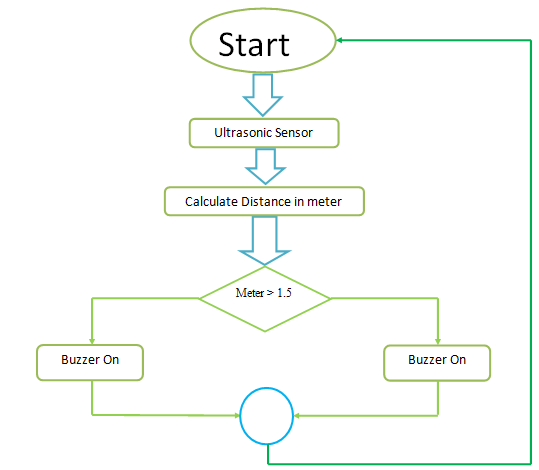 Start
Ultrasonic Sensor
Calculate Distance in meter
Meter > 1.5
Buzzer On
Buzzer On